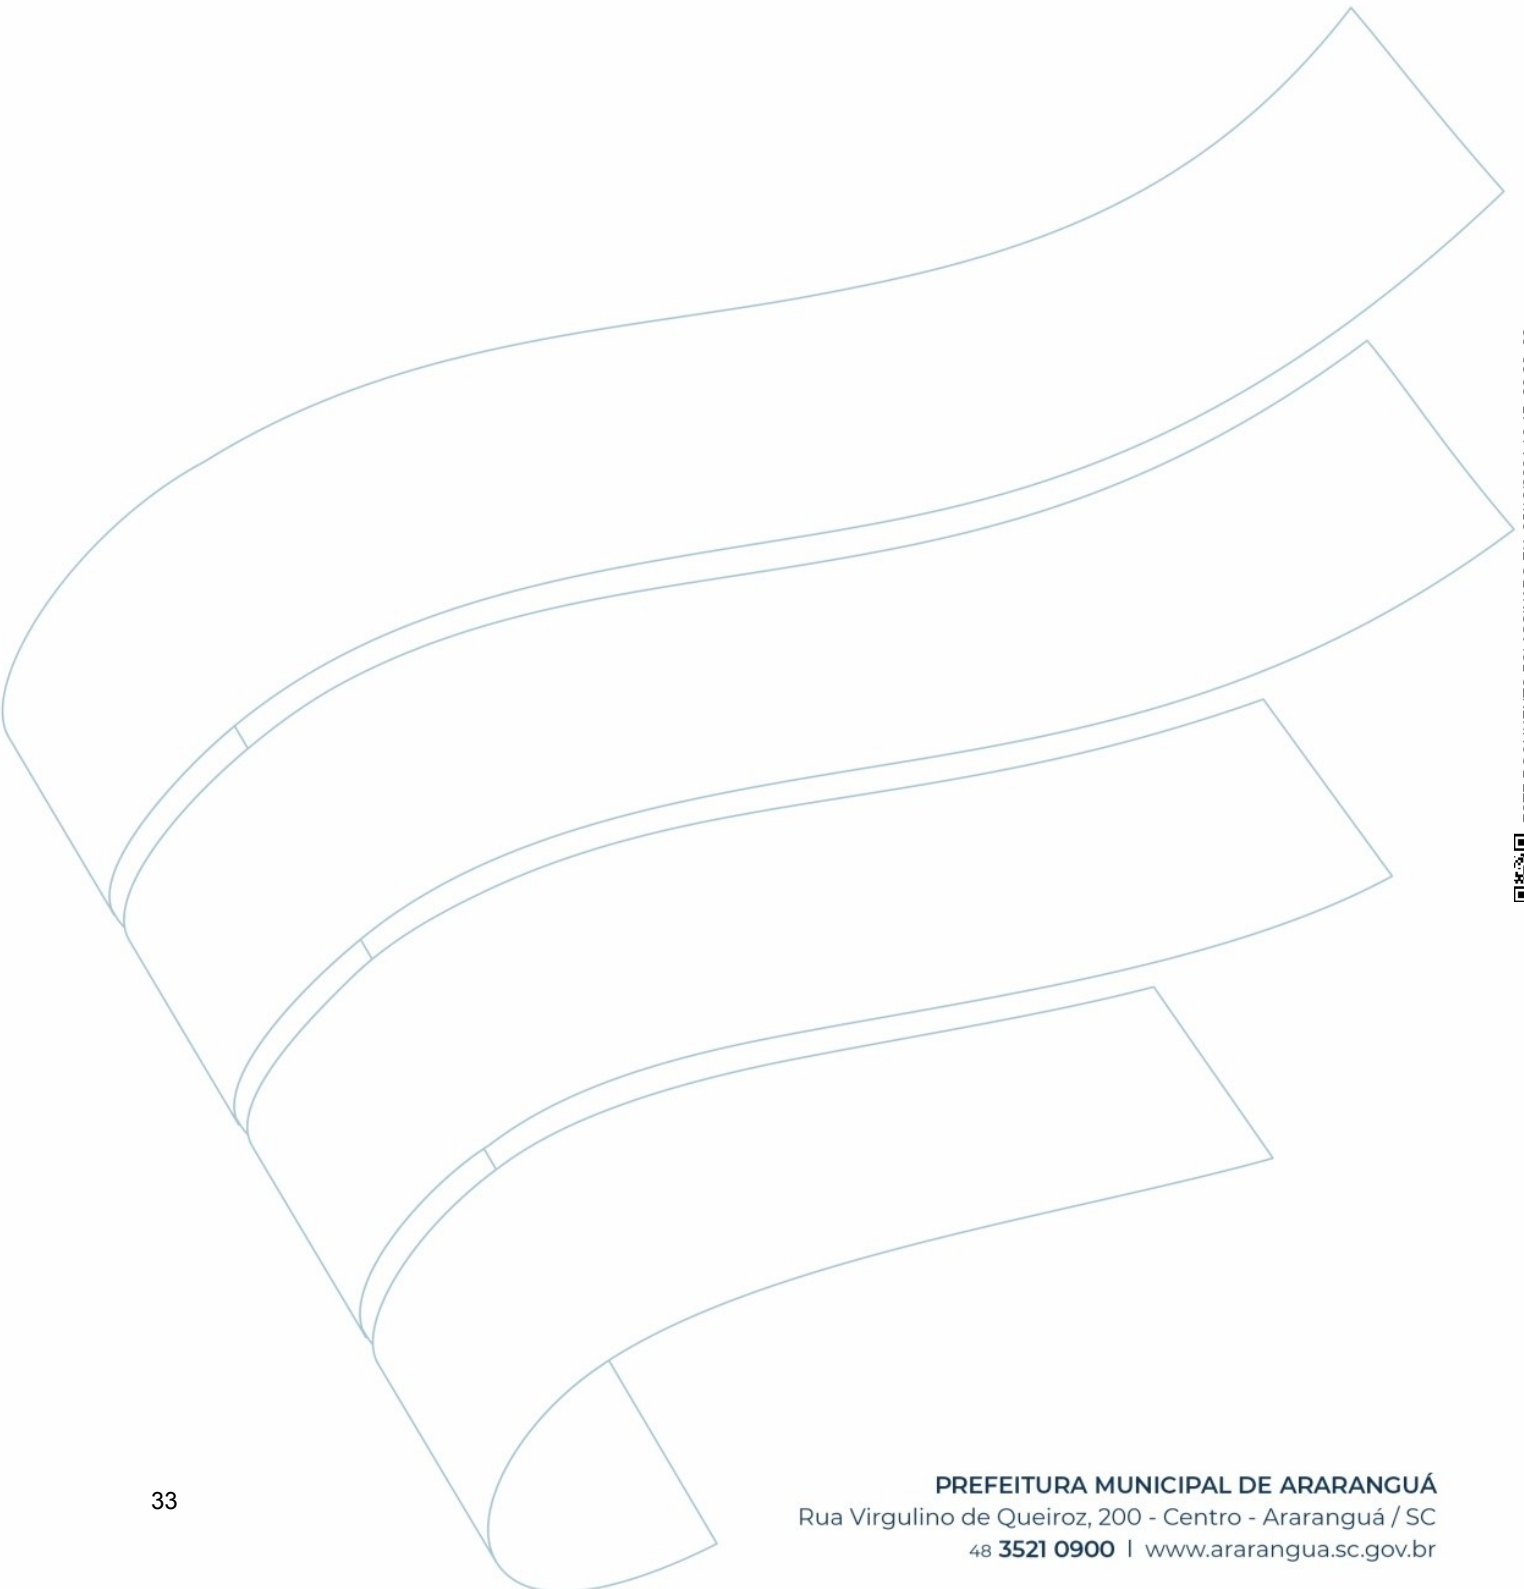 33
PREFEITURA MUNICIPAL DE ARARANGUÁ
Rua Virgulino de Queiroz, 200 - Centro - Araranguá / SC
48 3521 0900 | www.ararangua.sc.gov.br